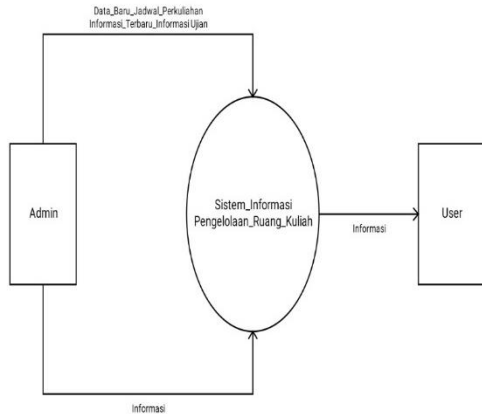 Data_Baru_Jadwal_Perkuliahan
Informasi_Terbaru_Informasi Ujian
Admin
Sistem_Informasi
Pengelolaan_Ruang_Kuliah
User
Informasi
Informasi